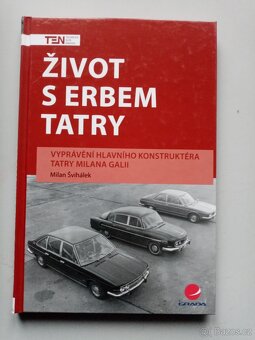 TEN
ŽIVOT
S ERBEM
TATRY
VYPRÁVĚNÍ HLAVNÍHO KONSTRUKTÉRA
TATRY MILANA GALII
Milan Švihálek
GRADA